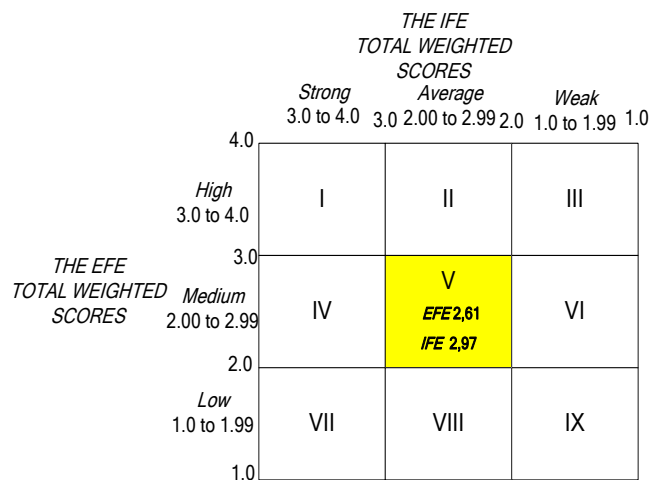 THE IFE
TOTAL WEIGHTED
SCORES
Strong Average Weak
3.0 to 4.0 3.0 2.00 to 2.99 2.0 1.0 to 1.99 1.0
4.0
High
3.0 to 4.0
I II III
3.0
THE EFE
TOTAL WEIGHTED
SCORES
Medium
2.00 to 2.99
IV V VI
EFE 2,61
IFE 2,97
2.0
Low
1.0 to 1.99
VII VIII IX
1.0